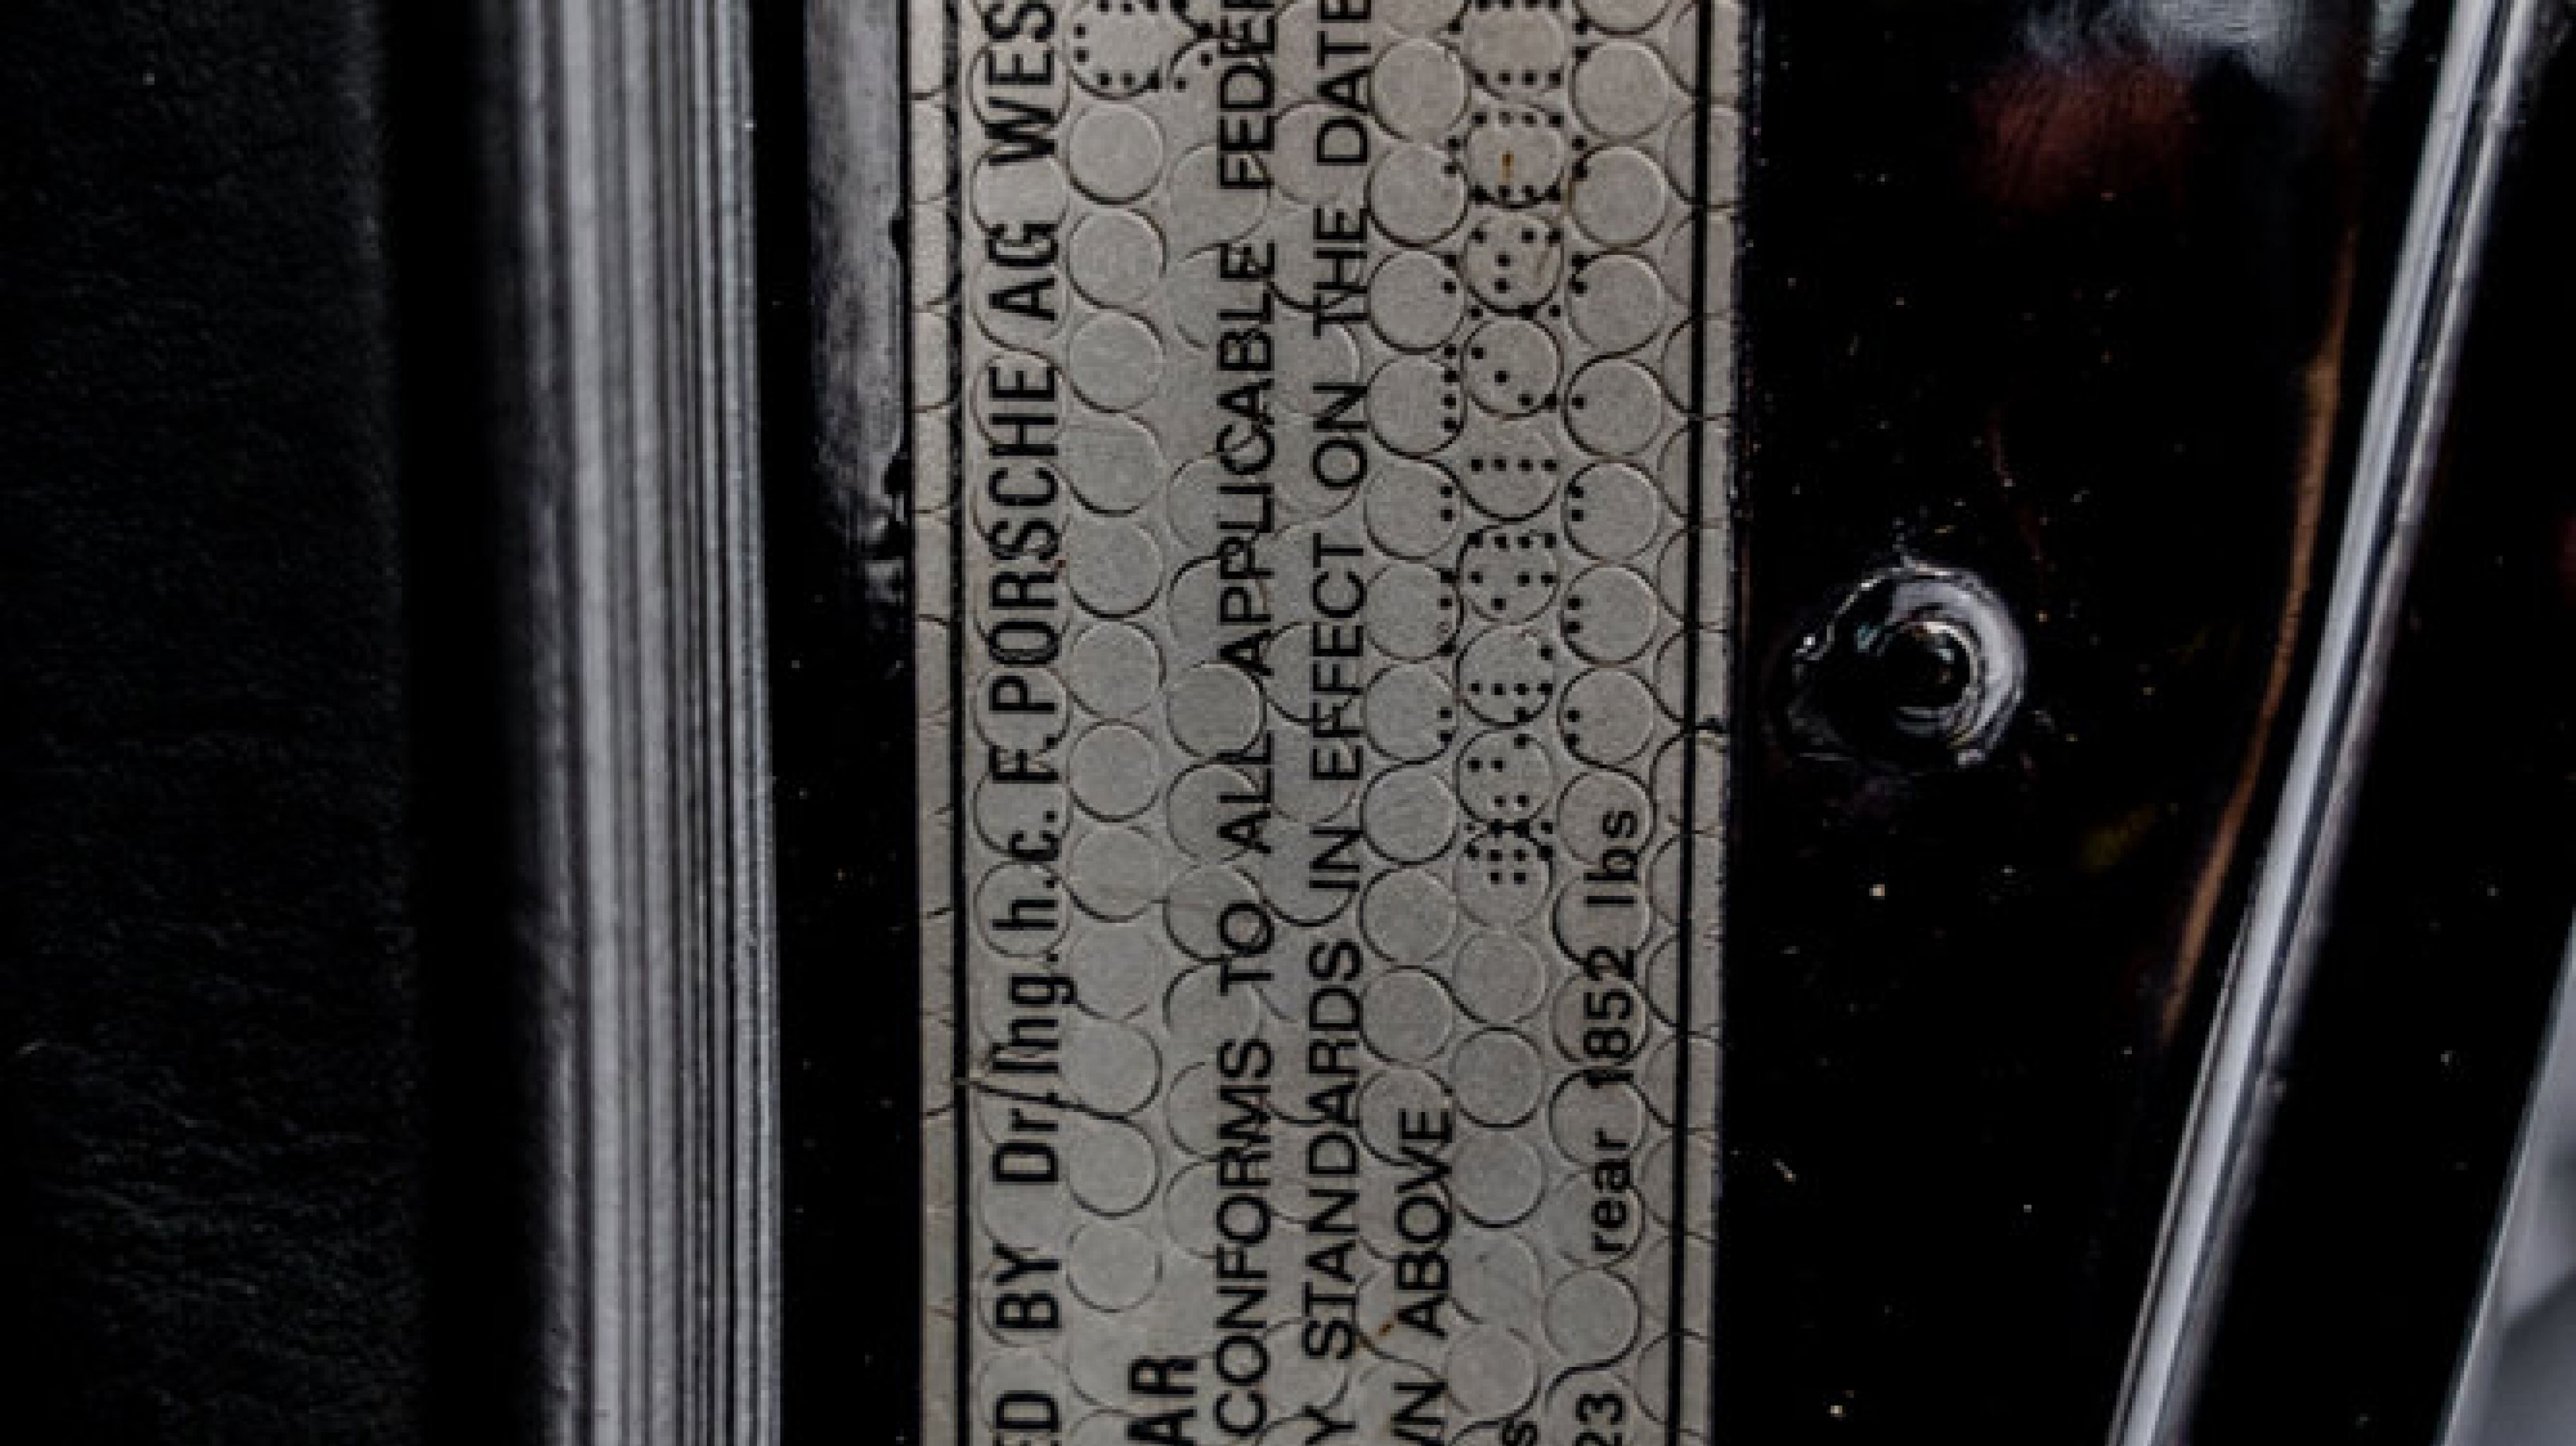 ED BY Dr.Ing.h.c. F. PORSCHE AG WES
AR
CONFORMS TO ALL APPLICABLE FEDER
Y STANDARDS IN EFFECT ON THE DATE
WN ABOVE.
s
23 rear 1852 lbs